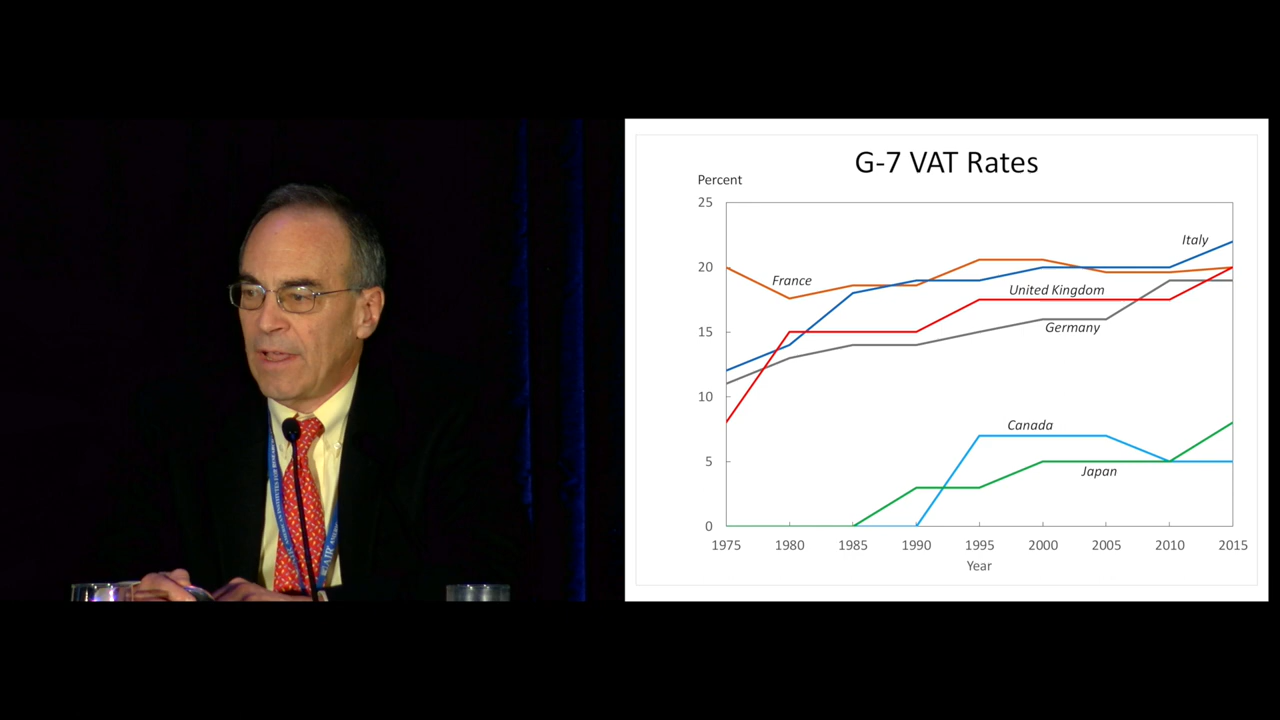 G-7 VAT Rates
Percent
25
20
15
10
5
0
Italy
France
United Kingdom
Germany
Canada
Japan
1975 1980 1985 1990 1995 2000 2005 2010 2015
Year
AIR